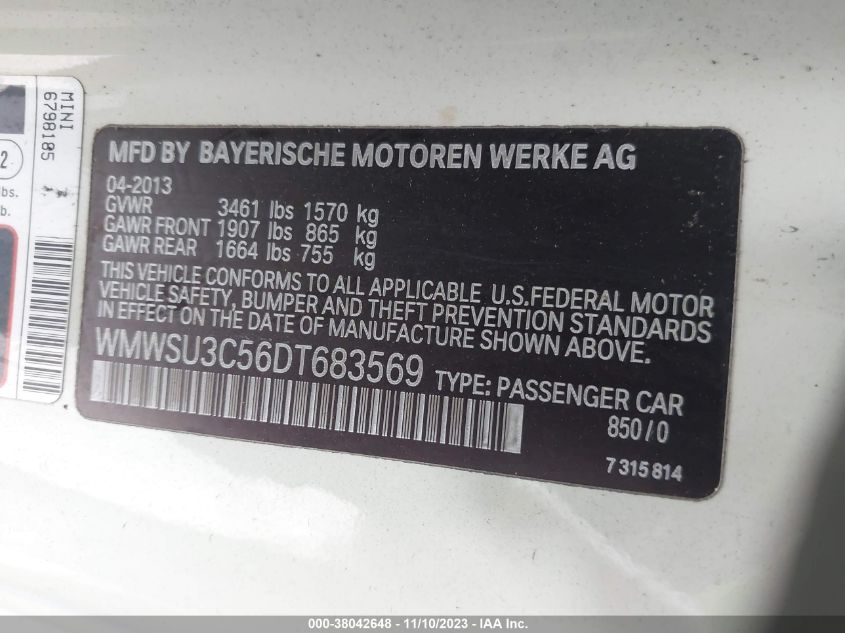 MINI
6798185
2
lbs.
b.
MFD BY BAYERISCHE MOTOREN WERKE AG
04-2013
GVWR 3461 lbs 1570 kg
GAWR FRONT 1907 lbs 865 kg
GAWR REAR 1664 lbs 755 kg
THIS VEHICLE CONFORMS TO ALL APPLICABLE U.S.FEDERAL MOTOR
VEHICLE SAFETY, BUMPER AND THEFT PREVENTION STANDARDS
IN EFFECT ON THE DATE OF MANUFACTURE SHOWN ABOVE.
WMWSU3C56DT683569 TYPE: PASSENGER CAR
850/0
7 315 814
000-38042648 - 11/10/2023 - IAA Inc.